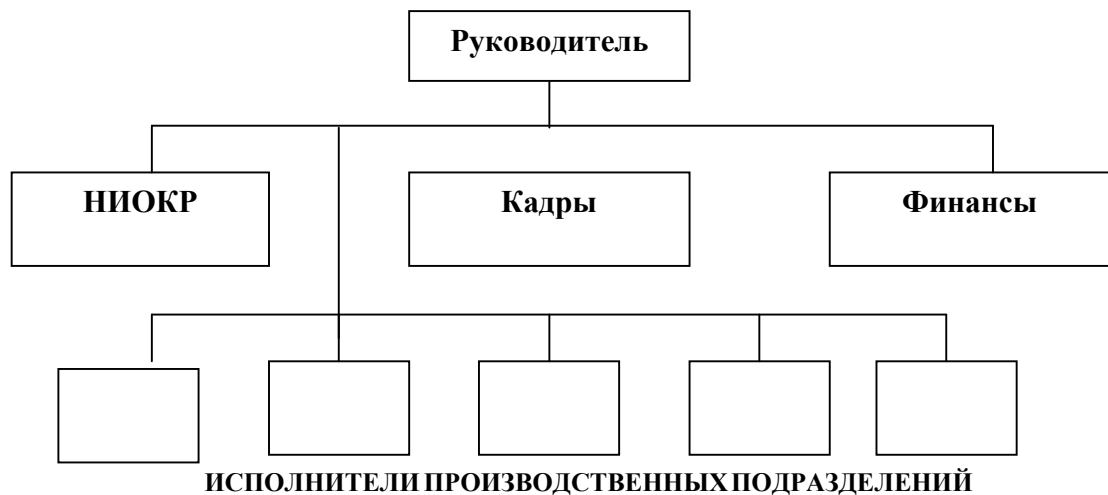 Руководитель
НИОКР
Кадры
Финансы
ИСПОЛНИТЕЛИ ПРОИЗВОДСТВЕННЫХ ПОДРАЗДЕЛЕНИЙ